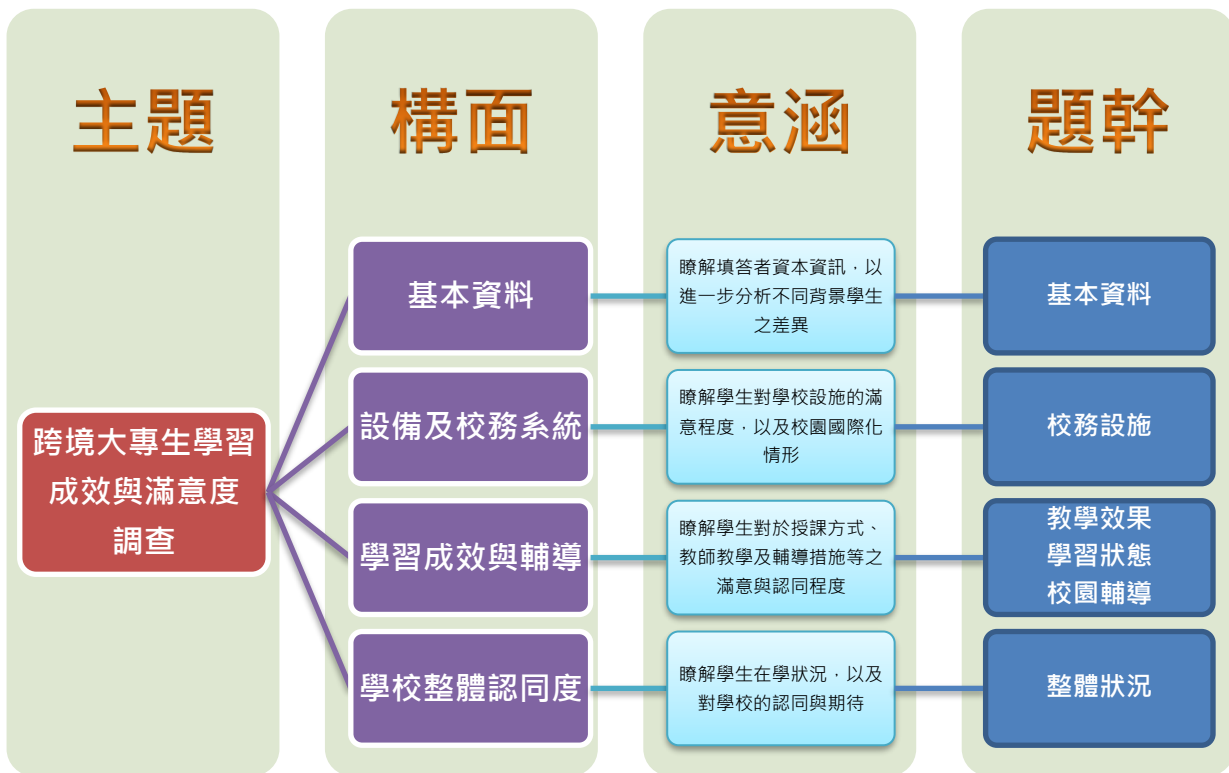 主題
構面
意涵
題幹
跨境大專生學習
成效與滿意度
調查
基本資料
瞭解填答者資本資訊，以
進一步分析不同背景學生
之差異
基本資料
設備及校務系統
瞭解學生對學校設施的滿
意程度，以及校園國際化
情形
校務設施
學習成效與輔導
瞭解學生對於授課方式、
教師教學及輔導措施等之
滿意與認同程度
教學效果
學習狀態
校園輔導
學校整體認同度
瞭解學生在學狀況，以及
對學校的認同與期待
整體狀況